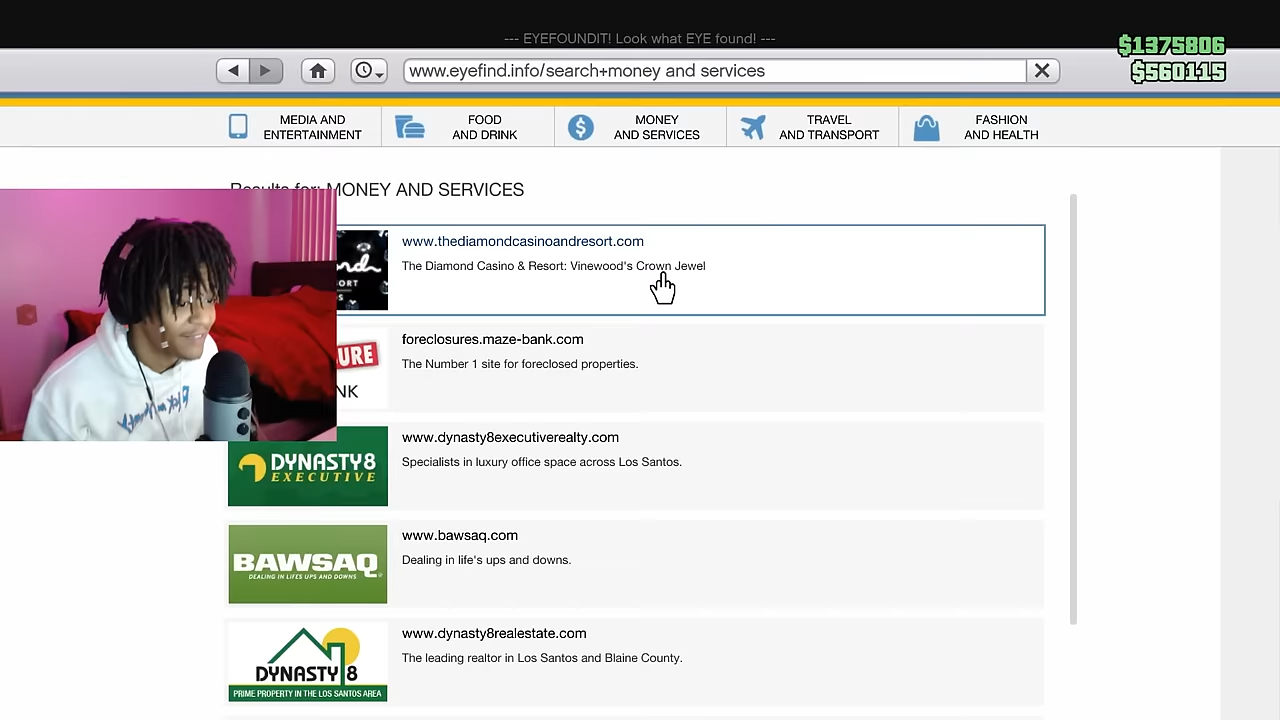 --- EYEFOUNDIT! Look what EYE found! ---
$1375806
$560115
www.eyefind.info/search+money and services
MEDIA AND
ENTERTAINMENT
FOOD
AND DRINK
MONEY
AND SERVICES
TRAVEL
AND TRANSPORT
FASHION
AND HEALTH
Results for: MONEY AND SERVICES
www.thediamondcasinoandresort.com
The Diamond Casino & Resort: Vinewood's Crown Jewel
foreclosures.maze-bank.com
The Number 1 site for foreclosed properties.
URE
NK
www.dynasty8executiverealty.com
Specialists in luxury office space across Los Santos.
DYNASTY8
EXECUTIVE
www.bawsaq.com
Dealing in life's ups and downs.
BAWSAQ
DEALING IN LIFES UPS AND DOWNS
www.dynasty8realestate.com
The leading realtor in Los Santos and Blaine County.
DYNASTY 8
PRIME PROPERTY IN THE LOS SANTOS AREA